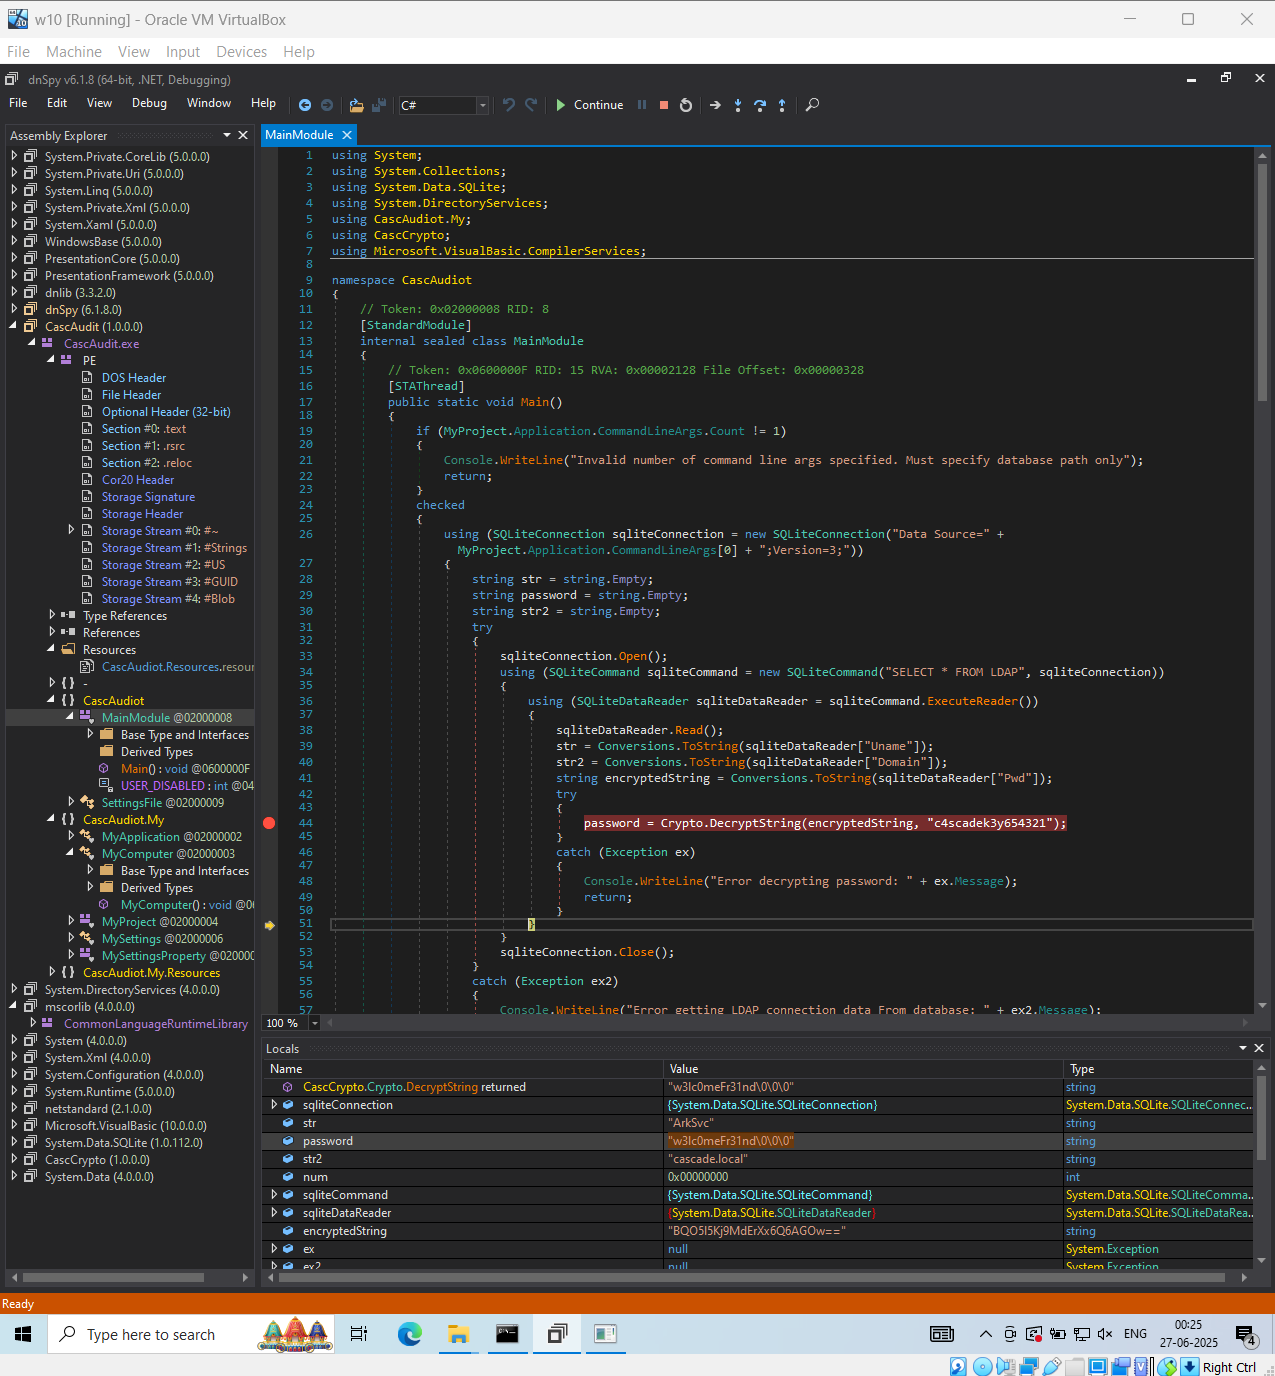 w10 [Running] - Oracle VM VirtualBox
File Machine View Input Devices Help
dnSpy v6.1.8 (64-bit, .NET, Debugging)
File Edit View Debug Window Help C# Continue
Assembly Explorer
System.Private.CoreLib (5.0.0.0)
System.Private.Uri (5.0.0.0)
System.Linq (5.0.0.0)
System.Private.Xml (5.0.0.0)
System.Xaml (5.0.0.0)
WindowsBase (5.0.0.0)
PresentationCore (5.0.0.0)
PresentationFramework (5.0.0.0)
dnlib (3.3.2.0)
dnSpy (6.1.8.0)
CascAudit (1.0.0.0)
CascAudit.exe
PE
DOS Header
File Header
Optional Header (32-bit)
Section #0: .text
Section #1: .rsrc
Section #2: .reloc
Cor20 Header
Storage Signature
Storage Header
Storage Stream #0: #~
Storage Stream #1: #Strings
Storage Stream #2: #US
Storage Stream #3: #GUID
Storage Stream #4: #Blob
Type References
References
Resources
CascAudiot.Resources.resour
-
CascAudiot
MainModule @02000008
Base Type and Interfaces
Derived Types
Main() : void @0600000F
USER_DISABLED : int @04
SettingsFile @02000009
CascAudiot.My
MyApplication @02000002
MyComputer @02000003
Base Type and Interfaces
Derived Types
MyComputer() : void @06
MyProject @02000004
MySettings @02000006
MySettingsProperty @020000
CascAudiot.My.Resources
System.DirectoryServices (4.0.0.0)
mscorlib (4.0.0.0)
CommonLanguageRuntimeLibrary
System (4.0.0.0)
System.Xml (4.0.0.0)
System.Configuration (4.0.0.0)
System.Runtime (5.0.0.0)
netstandard (2.1.0.0)
Microsoft.VisualBasic (10.0.0.0)
System.Data.SQLite (1.0.112.0)
CascCrypto (1.0.0.0)
System.Data (4.0.0.0)
MainModule
1 using System;
2 using System.Collections;
3 using System.Data.SQLite;
4 using System.DirectoryServices;
5 using CascAudiot.My;
6 using CascCrypto;
7 using Microsoft.VisualBasic.CompilerServices;
8
9 namespace CascAudiot
10 {
11 // Token: 0x02000008 RID: 8
12 [StandardModule]
13 internal sealed class MainModule
14 {
15 // Token: 0x0600000F RID: 15 RVA: 0x00002128 File Offset: 0x00000328
16 [STAThread]
17 public static void Main()
18 {
19 if (MyProject.Application.CommandLineArgs.Count != 1)
20 {
21 Console.WriteLine("Invalid number of command line args specified. Must specify database path only");
22 return;
23 }
24 checked
25 {
26 using (SQLiteConnection sqliteConnection = new SQLiteConnection("Data Source=" +
MyProject.Application.CommandLineArgs[0] + ";Version=3;"))
27 {
28 string str = string.Empty;
29 string password = string.Empty;
30 string str2 = string.Empty;
31 try
32 {
33 sqliteConnection.Open();
34 using (SQLiteCommand sqliteCommand = new SQLiteCommand("SELECT * FROM LDAP", sqliteConnection))
35 {
36 using (SQLiteDataReader sqliteDataReader = sqliteCommand.ExecuteReader())
37 {
38 sqliteDataReader.Read();
39 str = Conversions.ToString(sqliteDataReader["Uname"]);
40 str2 = Conversions.ToString(sqliteDataReader["Domain"]);
41 string encryptedString = Conversions.ToString(sqliteDataReader["Pwd"]);
42 try
43 {
44 password = Crypto.DecryptString(encryptedString, "c4scadek3y654321");
45 }
46 catch (Exception ex)
47 {
48 Console.WriteLine("Error decrypting password: " + ex.Message);
49 return;
50 }
51 }
52 }
53 sqliteConnection.Close();
54 }
55 catch (Exception ex2)
56 {
57 Console.WriteLine("Error getting LDAP connection data From database: " + ex2.Message);
100 %
Locals
Name Value Type
CascCrypto.Crypto.DecryptString returned "w3lc0meFr31nd\0\0\0" string
sqliteConnection {System.Data.SQLite.SQLiteConnection} System.Data.SQLite.SQLiteConnec...
str "ArkSvc" string
password "w3lc0meFr31nd\0\0\0" string
str2 "cascade.local" string
num 0x00000000 int
sqliteCommand {System.Data.SQLite.SQLiteCommand} System.Data.SQLite.SQLiteComma...
sqliteDataReader {System.Data.SQLite.SQLiteDataReader} System.Data.SQLite.SQLiteDataRea...
encryptedString "BQO5l5Kj9MdErXx6Q6AGOw==" string
ex null System.Exception
ex2 null System.Exception
Ready
Type here to search
ENG
00:25
27-06-2025
4
Right Ctrl